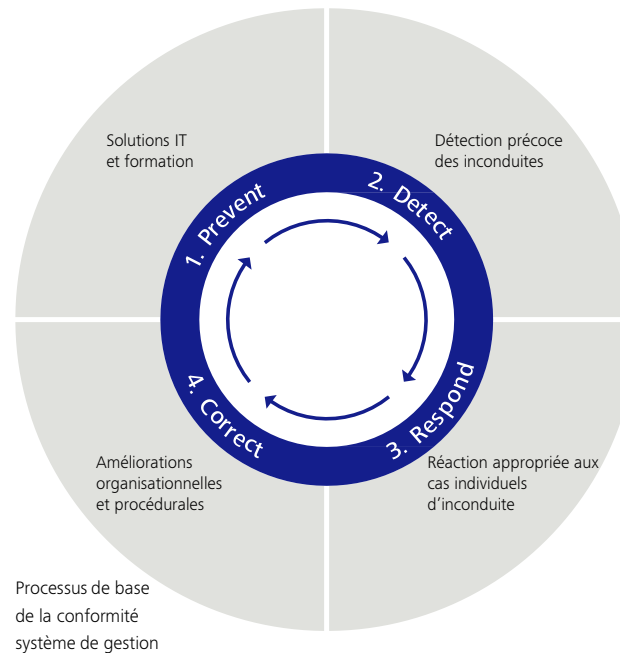 Solutions IT
et formation
Détection précoce
des inconduites
1. Prevent
2. Detect
3. Respond
4. Correct
Améliorations
organisationnelles
et procédurales
Réaction appropriée aux
cas individuels
d’inconduite
Processus de base
de la conformité
système de gestion